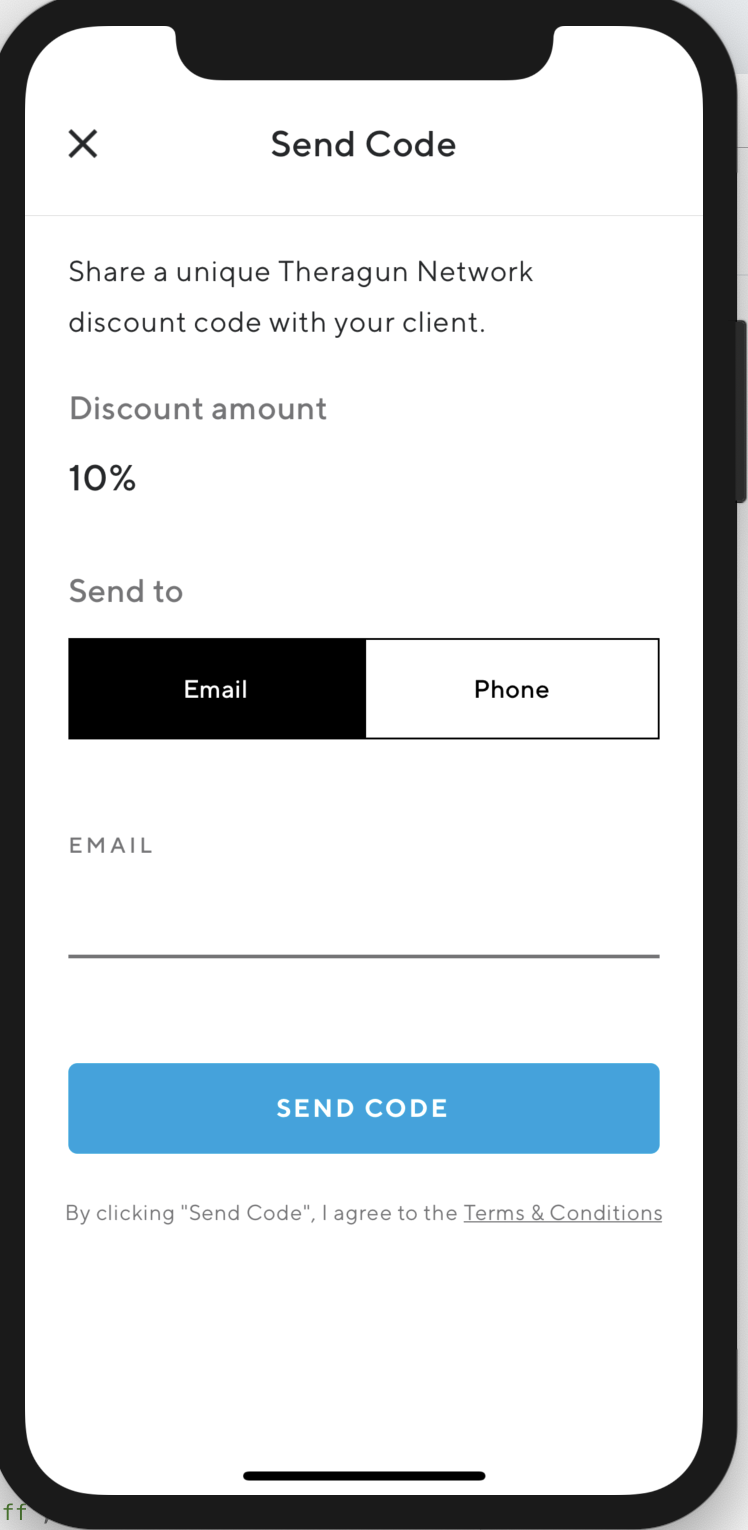 Send Code
Share a unique Theragun Network
discount code with your client.
Discount amount
10%
Send to
Email Phone
EMAIL
SEND CODE
By clicking "Send Code", I agree to the Terms & Conditions
ff